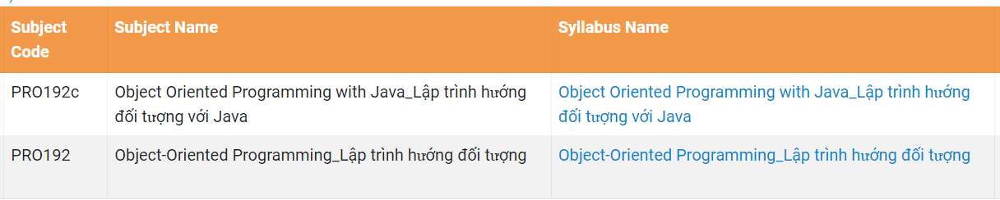 Subject Code
Subject Name
Syllabus Name
PRO192c
Object Oriented Programming with Java_Lập trình hướng
đối tượng với Java
Object Oriented Programming with Java_Lập trình hướng
đối tượng với Java
PRO192
Object-Oriented Programming_Lập trình hướng đối tượng
Object-Oriented Programming_Lập trình hướng đối tượng